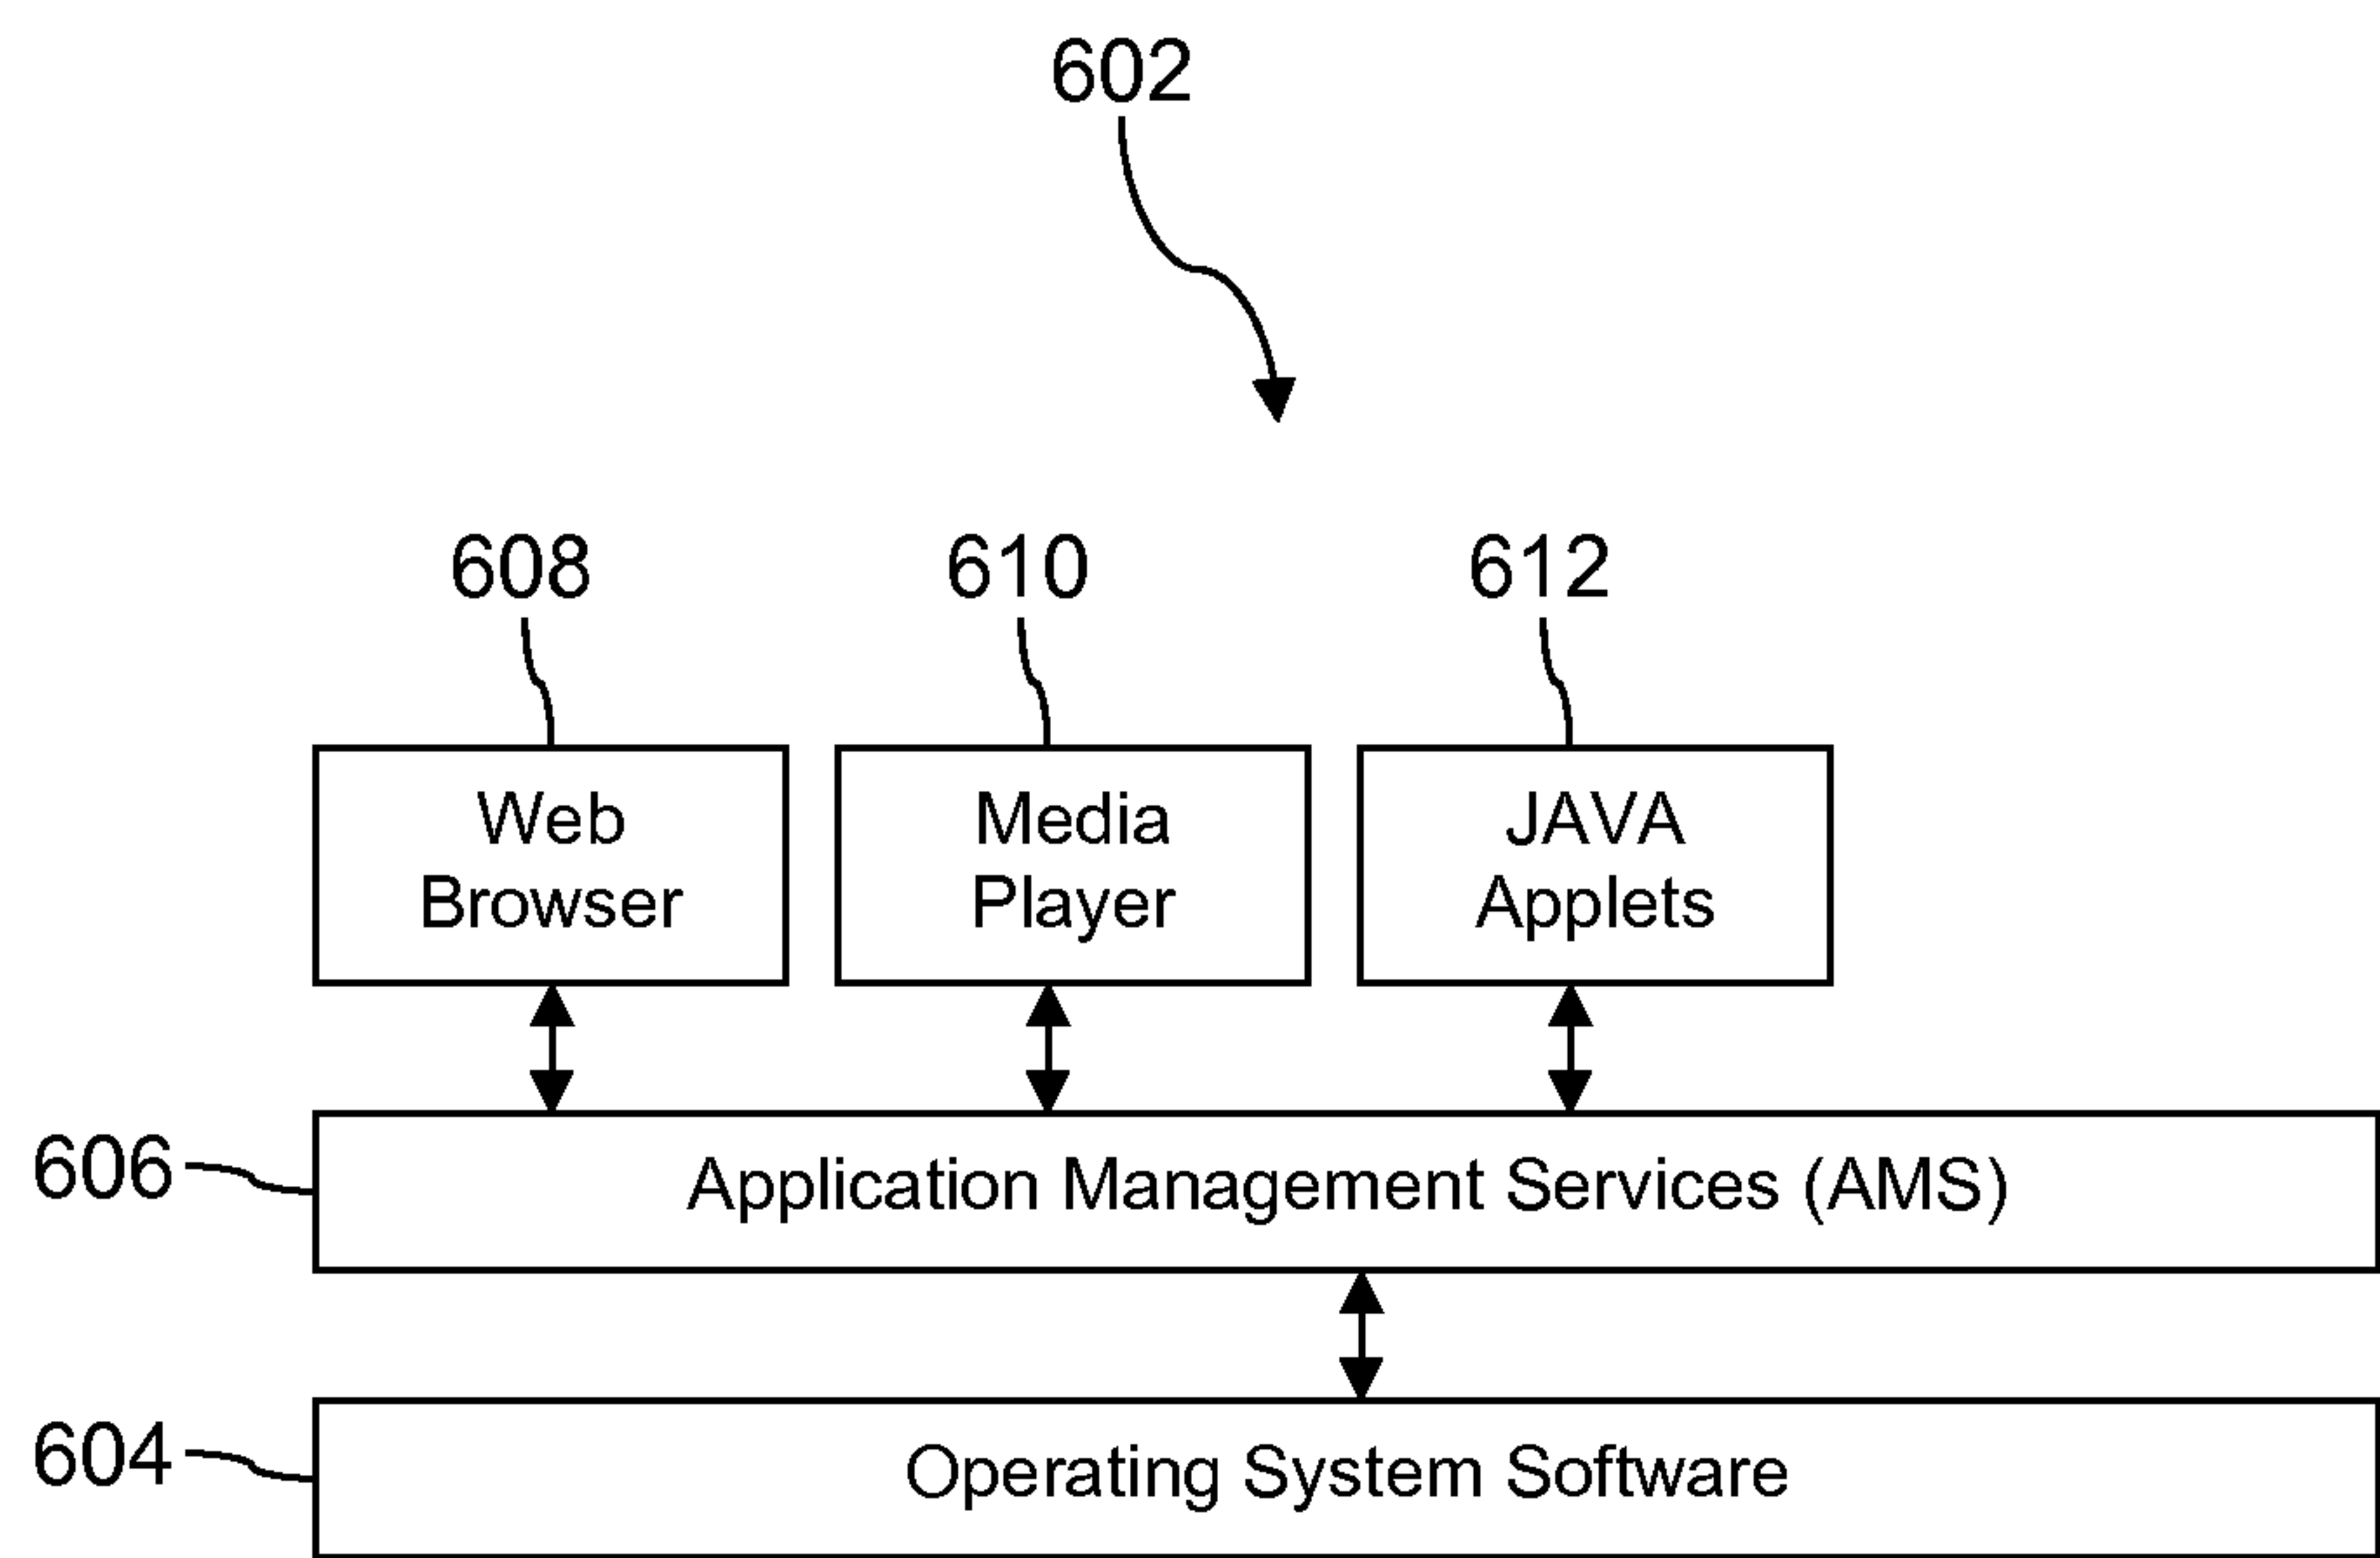 602
608
610
612
Web
Browser
Media
Player
JAVA
Applets
606
Application Management Services (AMS)
604
Operating System Software